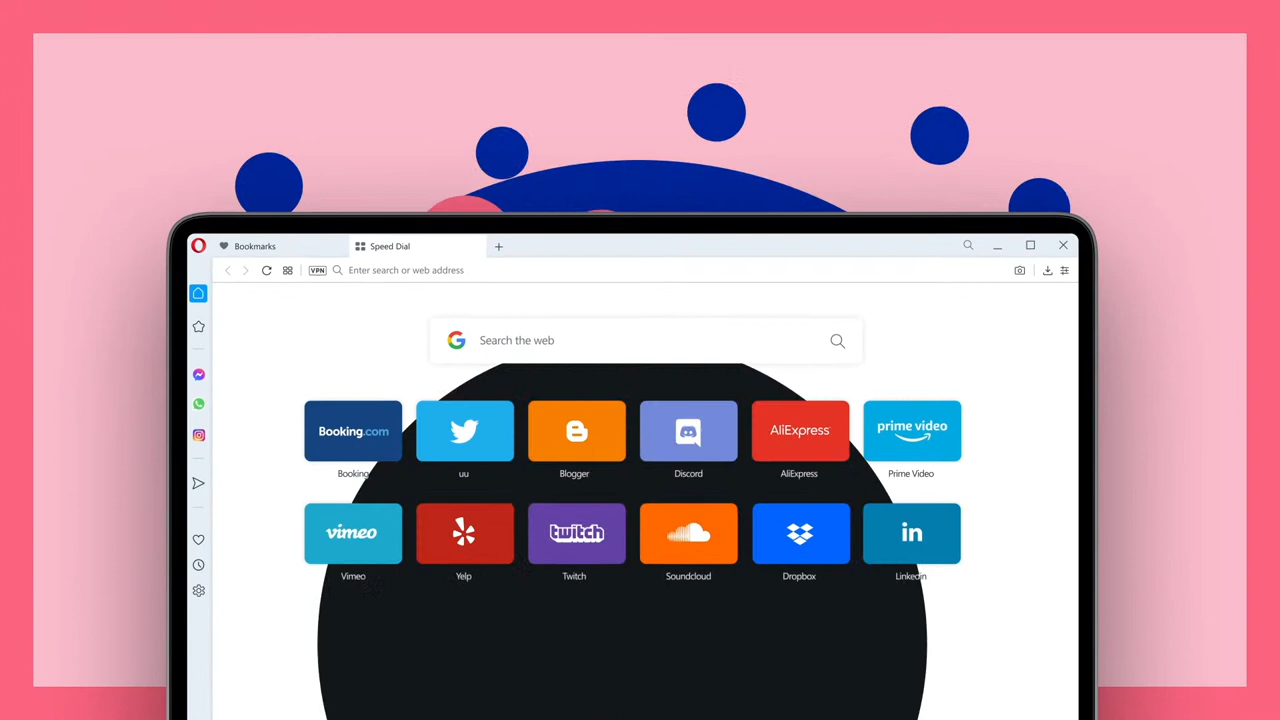 Bookmarks
Speed Dial
VPN
Enter search or web address
Search the web
Booking.com
AliExpress
prime video
Booking
uu
Blogger
Discord
AliExpress
Prime Video
vimeo
twitch
in
Vimeo
Yelp
Twitch
Soundcloud
Dropbox
LinkedIn